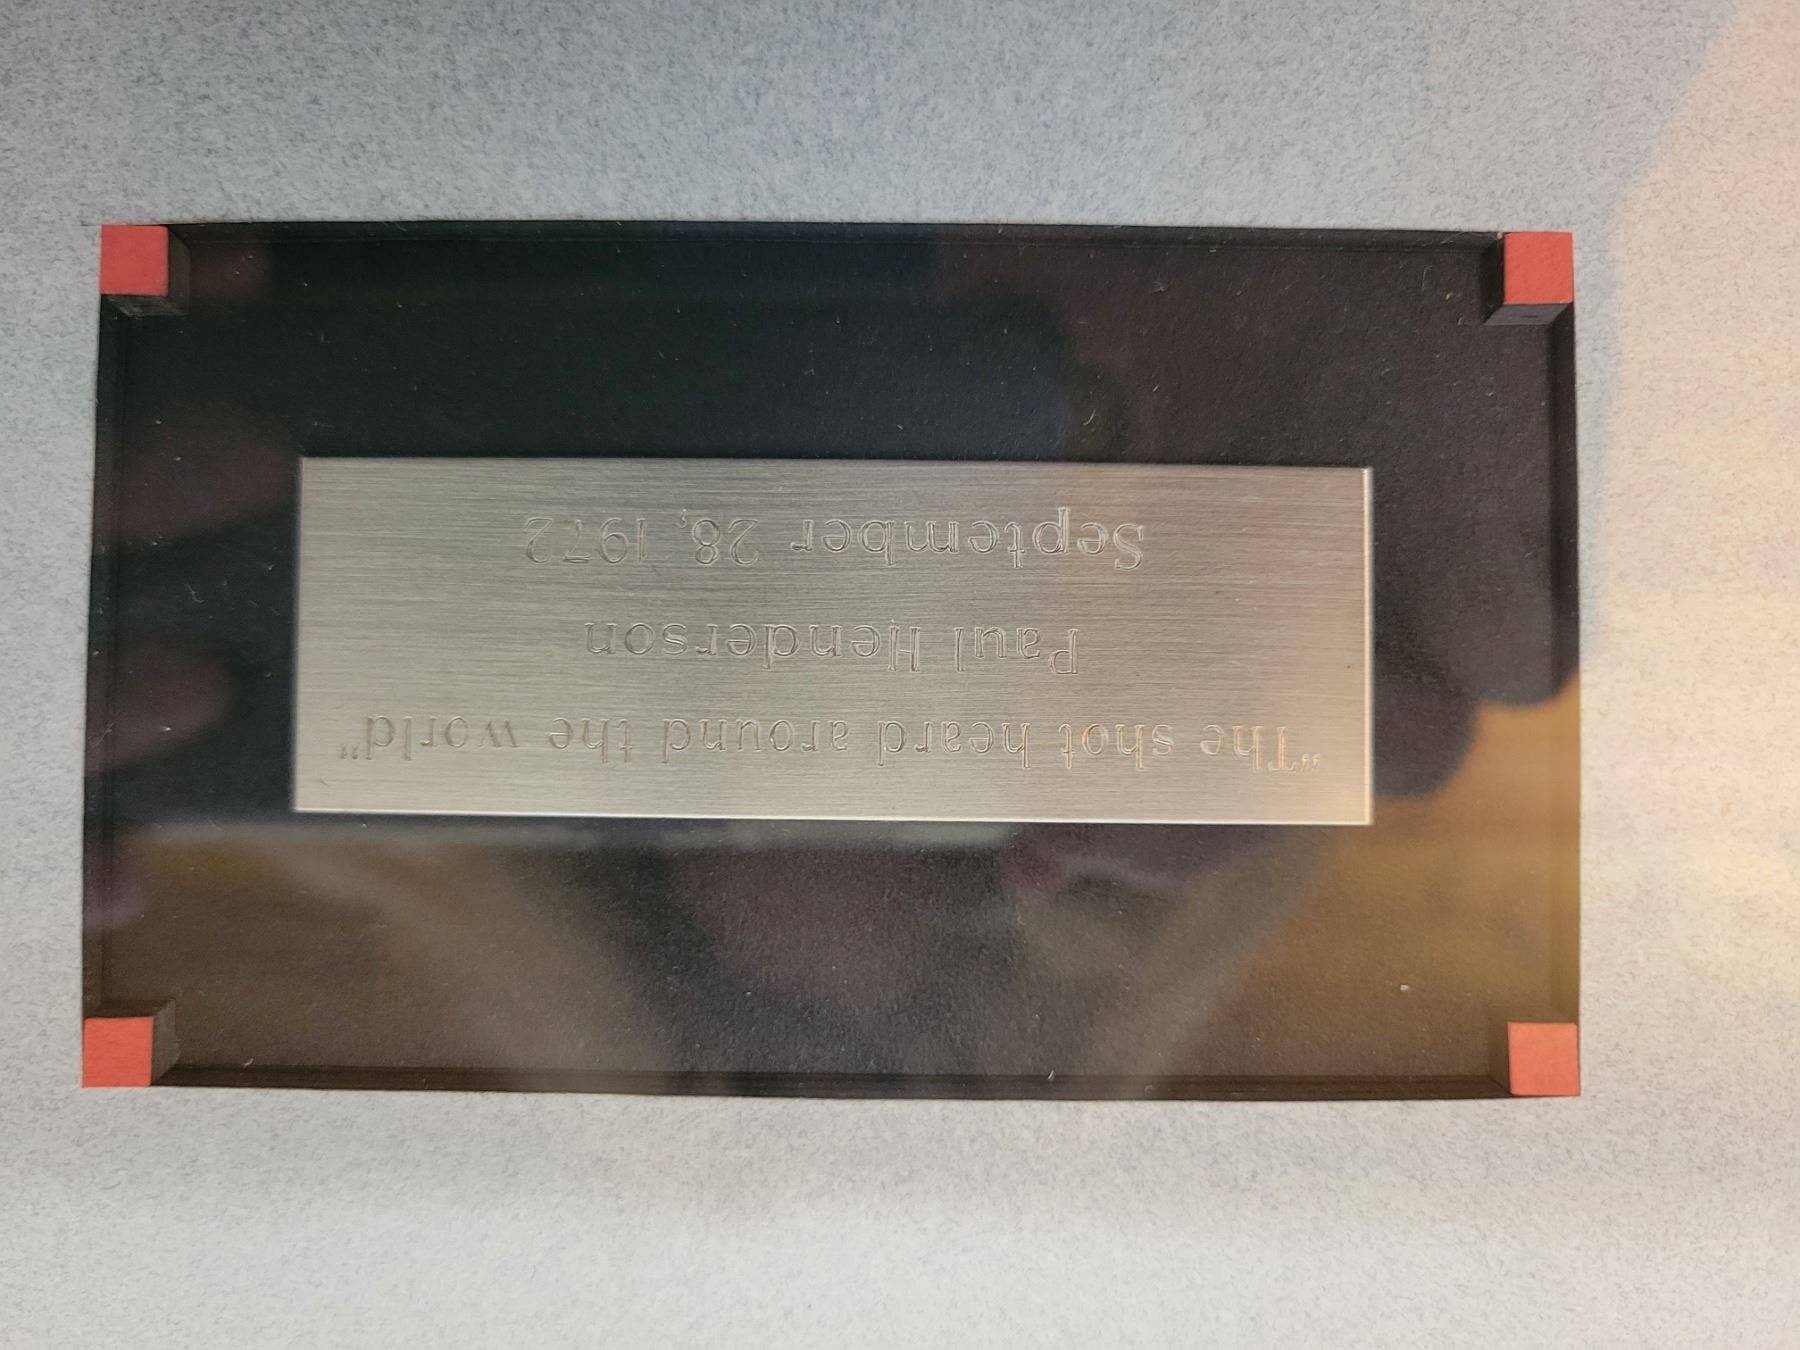 "The shot heard around the world"
Paul Henderson
September 28, 1972